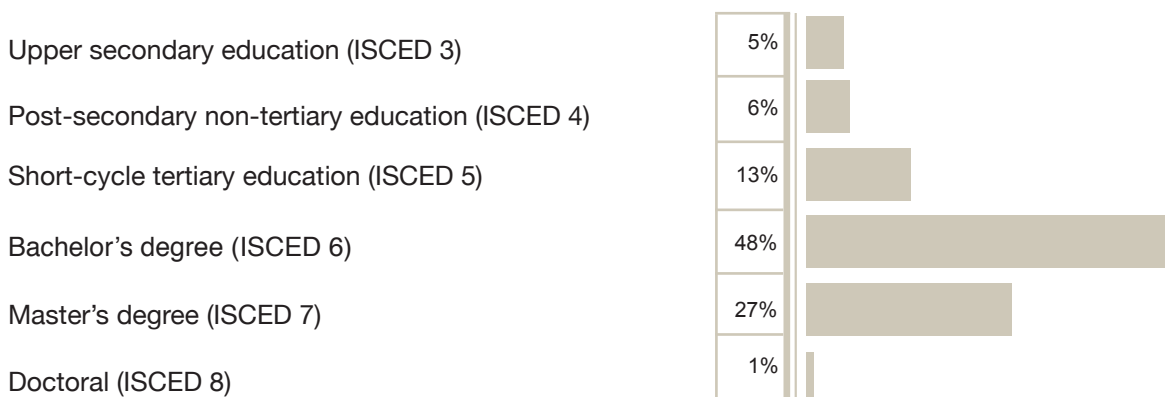 Upper secondary education (ISCED 3) 5%
Post-secondary non-tertiary education (ISCED 4) 6%
Short-cycle tertiary education (ISCED 5) 13%
Bachelor’s degree (ISCED 6) 48%
Master’s degree (ISCED 7) 27%
Doctoral (ISCED 8) 1%